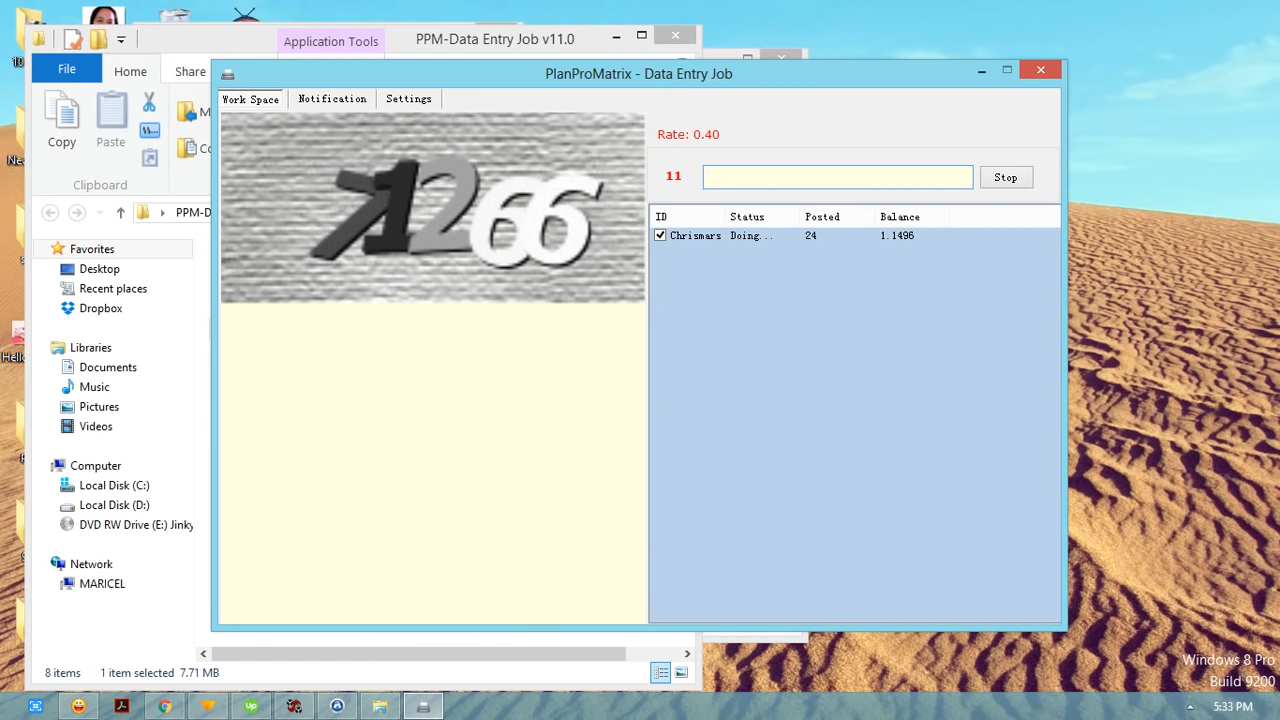 Application Tools
PPM-Data Entry Job v11.0
File
Home
Share
PlanProMatrix - Data Entry Job
Work Space
Notification
Settings
Copy
Paste
Clipboard
1266
Rate: 0.40
11
Stop
ID Status Posted Balance
Chrismars Doing... 24 1.1496
PPM-D
Favorites
Desktop
Recent places
Dropbox
Libraries
Documents
Music
Pictures
Videos
Computer
Local Disk (C:)
Local Disk (D:)
DVD RW Drive (E:) Jinky
Network
MARICEL
8 items 1 item selected 7.71 MB
Windows 8 Pro
Build 9200
Up
5:33 PM